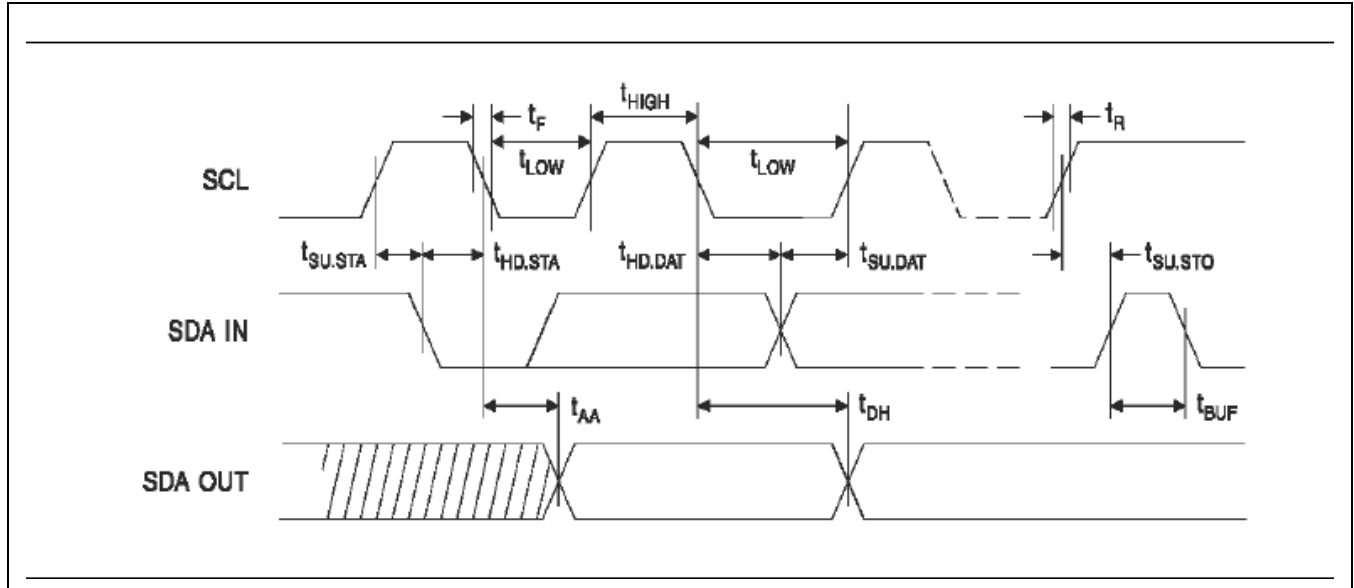 tHIGH
tF
tR
tLOW
tLOW
SCL
tSU.STA
tHD.STA
tHD.DAT
tSU.DAT
tSU.STO
SDA IN
tAA
tDH
tBUF
SDA OUT